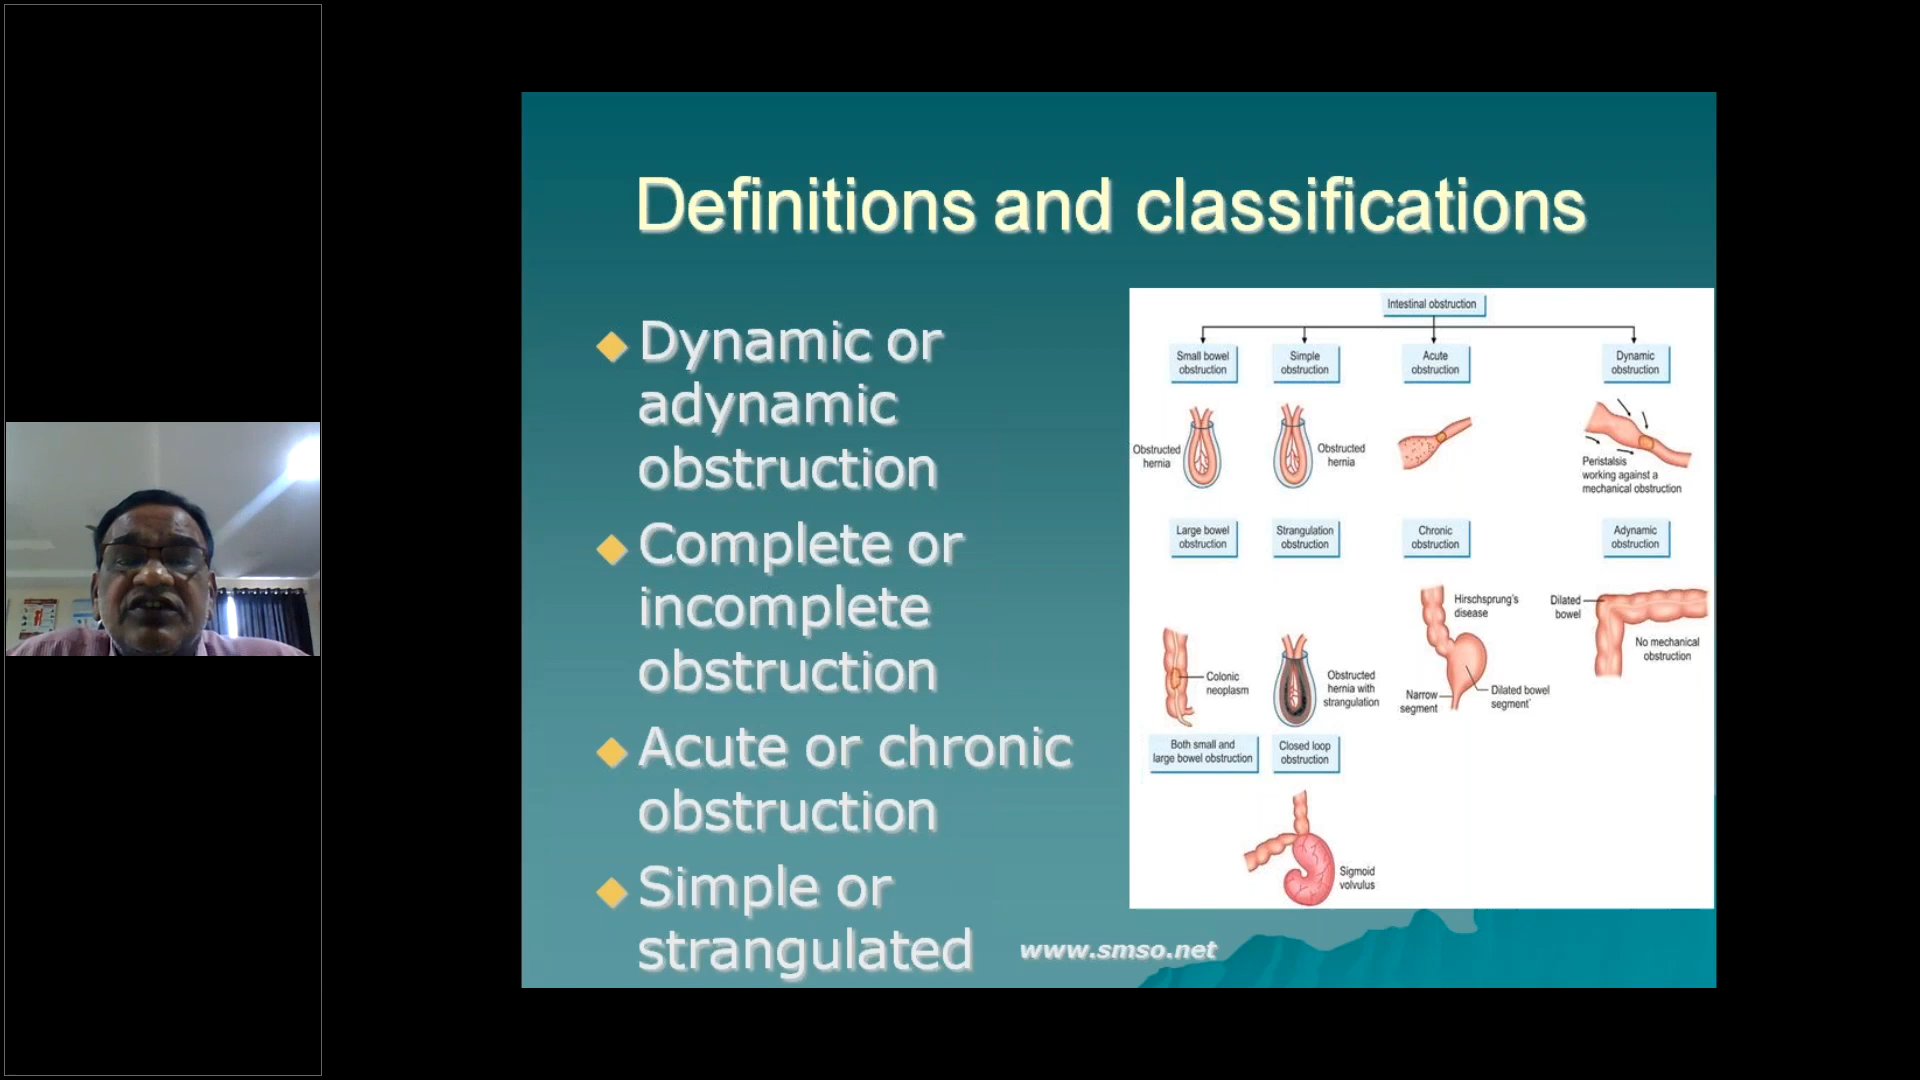 Definitions and classifications
Dynamic or
adynamic
obstruction
Complete or
incomplete
obstruction
Acute or chronic
obstruction
Simple or
strangulated
www.smso.net
Intestinal obstruction
Small bowel
obstruction
Simple
obstruction
Acute
obstruction
Dynamic
obstruction
Obstructed
hernia
Obstructed
hernia
Peristalsis
working against a
mechanical obstruction
Large bowel
obstruction
Strangulation
obstruction
Chronic
obstruction
Adynamic
obstruction
Colonic
neoplasm
Obstructed
hernia with
strangulation
Hirschsprung's
disease
Narrow
segment
Dilated bowel
segment'
Dilated
bowel
No mechanical
obstruction
Both small and
large bowel obstruction
Closed loop
obstruction
Sigmoid
volvulus